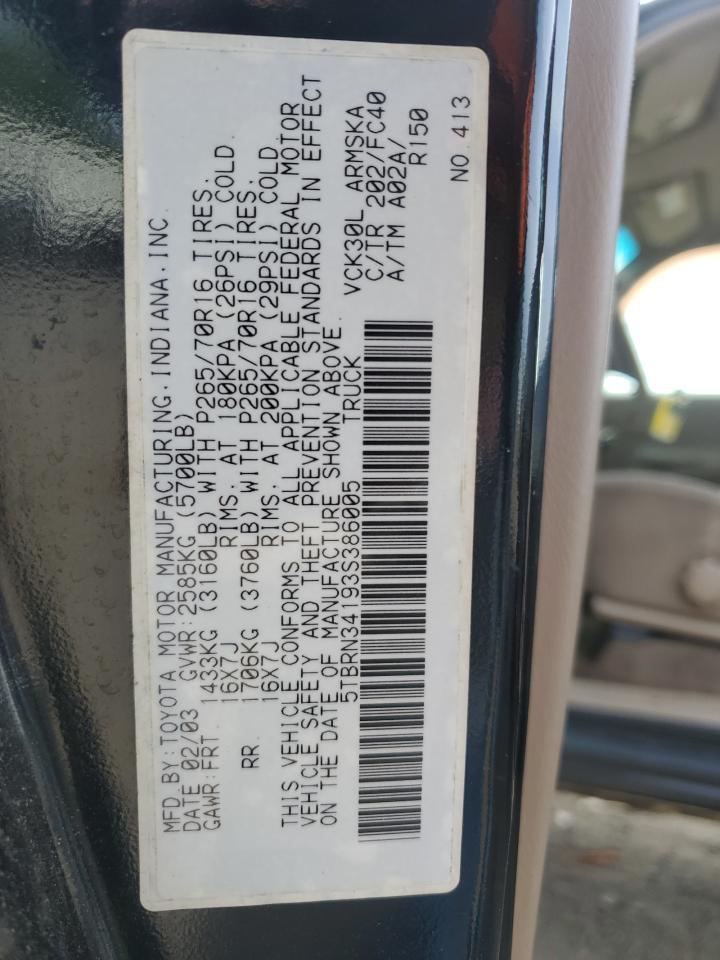 MFD.BY:TOYOTA MOTOR MANUFACTURING.INDIANA.INC.
DATE 02/03 GVWR:2585KG (5700LB)
GAWR:FRT. 1433KG (3160LB) WITH P265/70R16 TIRES.
16X7J RIMS. AT 180KPA (26PSI) COLD.
RR. 1706KG (3760LB) WITH P265/70R16 TIRES.
16X7J RIMS. AT 200KPA (29PSI) COLD.
THIS VEHICLE CONFORMS TO ALL APPLICABLE FEDERAL MOTOR
VEHICLE SAFETY AND THEFT PREVENTION STANDARDS IN EFFECT
ON THE DATE OF MANUFACTURE SHOWN ABOVE.
5TBRN34193S386005 TRUCK
VCK30L ARMSKA
C/TR 202/FC40
A/TM A02A/
R150
NO.413